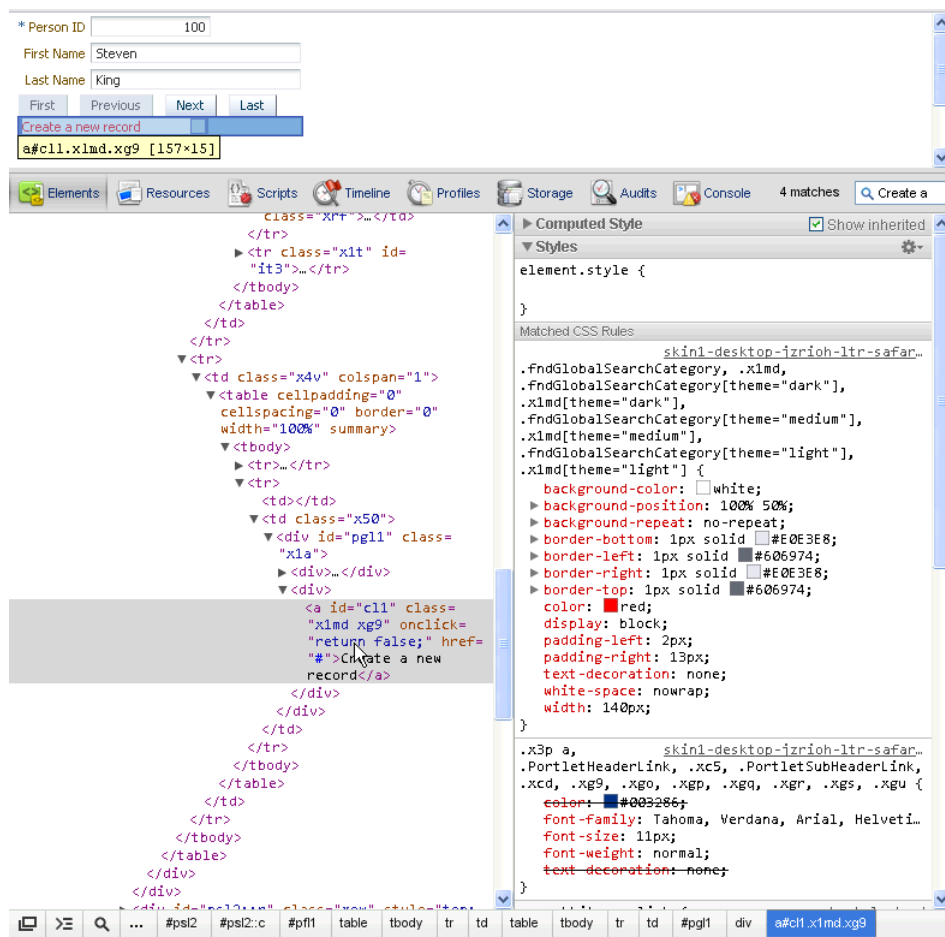 * Person ID 100
First Name Steven
Last Name King
First Previous Next Last
Create a new record
a#cl1.x1md.xg9 [157×15]
Elements Resources Scripts Timeline Profiles Storage Audits Console 4 matches Create a
class="xrf">…</td>
</tr>
<tr class="x1t" id=
"it3">…</tr>
</tbody>
</table>
</td>
</tr>
<tr>
<td class="x4v" colspan="1">
<table cellpadding="0"
cellspacing="0" border="0"
width="100%" summary>
<tbody>
<tr>…</tr>
<tr>
<td></td>
<td class="x50">
<div id="pgl1" class=
"x1a">
<div>…</div>
<div>
<a id="cl1" class=
"x1md xg9" onclick=
"return false;" href=
"#">Create a new
record</a>
</div>
</div>
</td>
</tr>
</tbody>
</table>
</td>
</tr>
</tbody>
</table>
</div>
</div>
Computed Style Show inherited
Styles
element.style {
}
Matched CSS Rules
skin1-desktop-jzrioh-ltr-safar…
.fndGlobalSearchCategory, .x1md,
.fndGlobalSearchCategory[theme="dark"],
.x1md[theme="dark"],
.fndGlobalSearchCategory[theme="medium"],
.x1md[theme="medium"],
.fndGlobalSearchCategory[theme="light"],
.x1md[theme="light"] {
background-color: white;
background-position: 100% 50%;
background-repeat: no-repeat;
border-bottom: 1px solid #E0E3E8;
border-left: 1px solid #606974;
border-right: 1px solid #E0E3E8;
border-top: 1px solid #606974;
color: red;
display: block;
padding-left: 2px;
padding-right: 13px;
text-decoration: none;
white-space: nowrap;
width: 140px;
}
.x3p a, skin1-desktop-jzrioh-ltr-safar…
.PortletHeaderLink, .xc5, .PortletSubHeaderLink,
.xcd, .xg9, .xgo, .xgp, .xgq, .xgr, .xgs, .xgu {
color: #003286;
font-family: Tahoma, Verdana, Arial, Helveti…
font-size: 11px;
font-weight: normal;
text-decoration: none;
}
... #psl2 #psl2::c #pfl1 table tbody tr td table tbody tr td #pgl1 div a#cl1.x1md.xg9